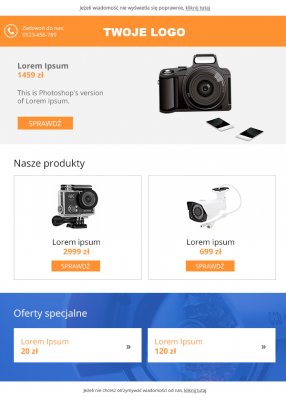 Jeżeli wiadomość nie wyświetla się poprawnie, kliknij tutaj
Zadzwoń do nas
0123-456-789
TWOJE LOGO
Lorem Ipsum
1459 zł
This is Photoshop's version
of Lorem Ipsum.
SPRAWDŹ
Nasze produkty
Lorem ipsum
2999 zł
SPRAWDŹ
Lorem ipsum
699 zł
SPRAWDŹ
Oferty specjalne
Lorem Ipsum
20 zł
»
Lorem Ipsum
120 zł
»
Jeżeli nie chcesz otrzymywać wiadomości od nas, kliknij tutaj